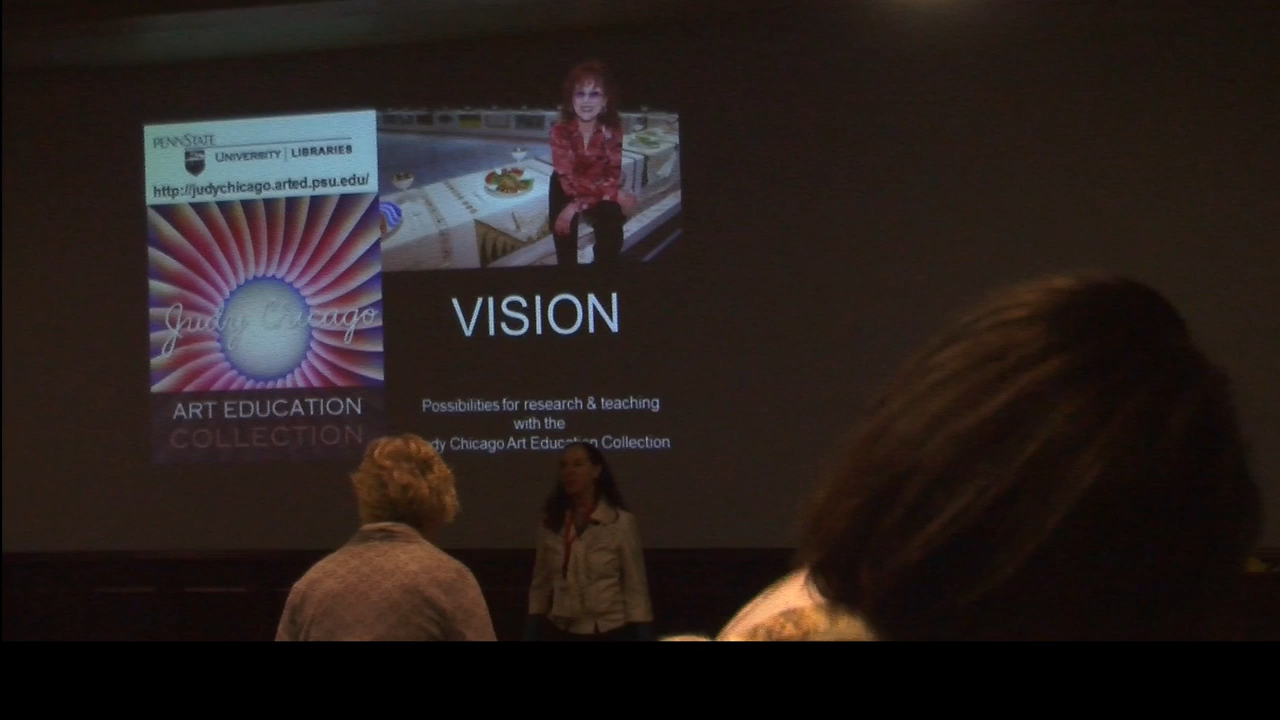 PENNSTATE
UNIVERSITY | LIBRARIES
http://judychicago.arted.psu.edu/
Judy Chicago
ART EDUCATION
COLLECTION
VISION
Possibilities for research & teaching
with the
dy Chicago Art Education Collection